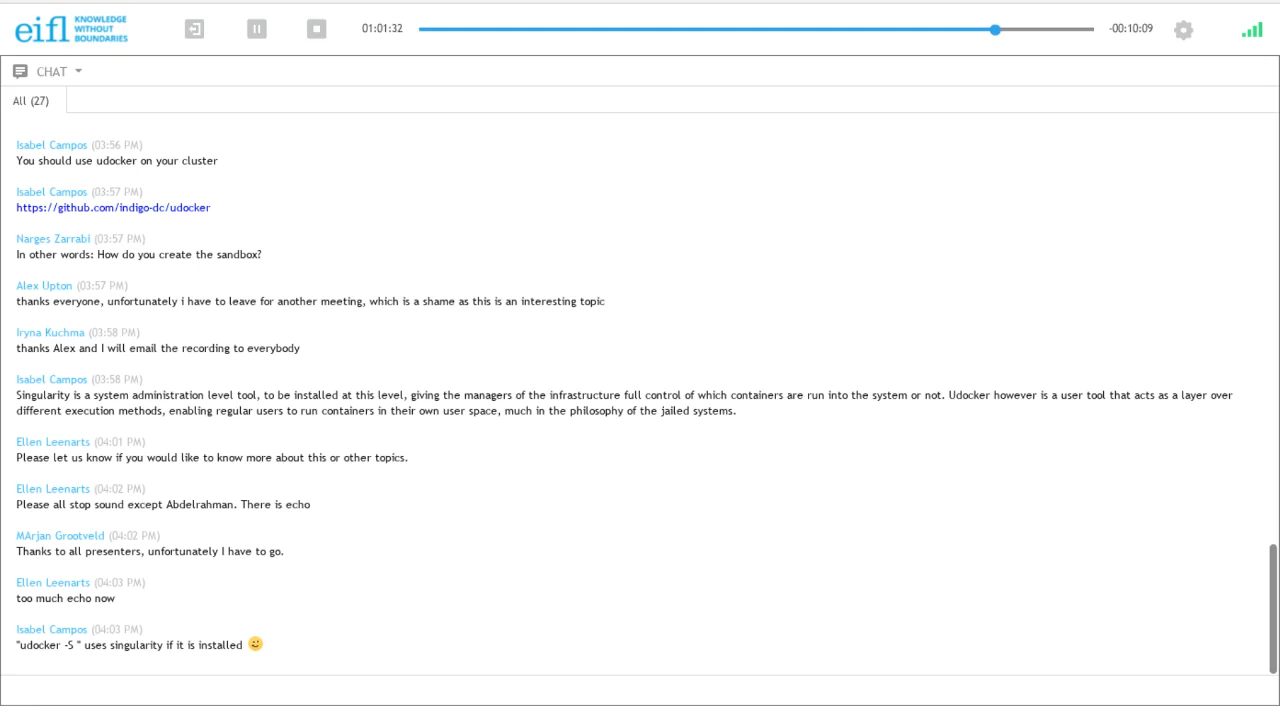 eifl KNOWLEDGE
WITHOUT
BOUNDARIES
01:01:32
-00:10:09
CHAT
All (27)
Isabel Campos (03:56 PM)
You should use udocker on your cluster
Isabel Campos (03:57 PM)
https://github.com/indigo-dc/udocker
Narges Zarrabi (03:57 PM)
In other words: How do you create the sandbox?
Alex Upton (03:57 PM)
thanks everyone, unfortunately i have to leave for another meeting, which is a shame as this is an interesting topic
Iryna Kuchma (03:58 PM)
thanks Alex and I will email the recording to everybody
Isabel Campos (03:58 PM)
Singularity is a system administration level tool, to be installed at this level, giving the managers of the infrastructure full control of which containers are run into the system or not. Udocker however is a user tool that acts as a layer over
different execution methods, enabling regular users to run containers in their own user space, much in the philosophy of the jailed systems.
Ellen Leenarts (04:01 PM)
Please let us know if you would like to know more about this or other topics.
Ellen Leenarts (04:02 PM)
Please all stop sound except Abdelrahman. There is echo
MArjan Grootveld (04:02 PM)
Thanks to all presenters, unfortunately I have to go.
Ellen Leenarts (04:03 PM)
too much echo now
Isabel Campos (04:03 PM)
"udocker -S " uses singularity if it is installed